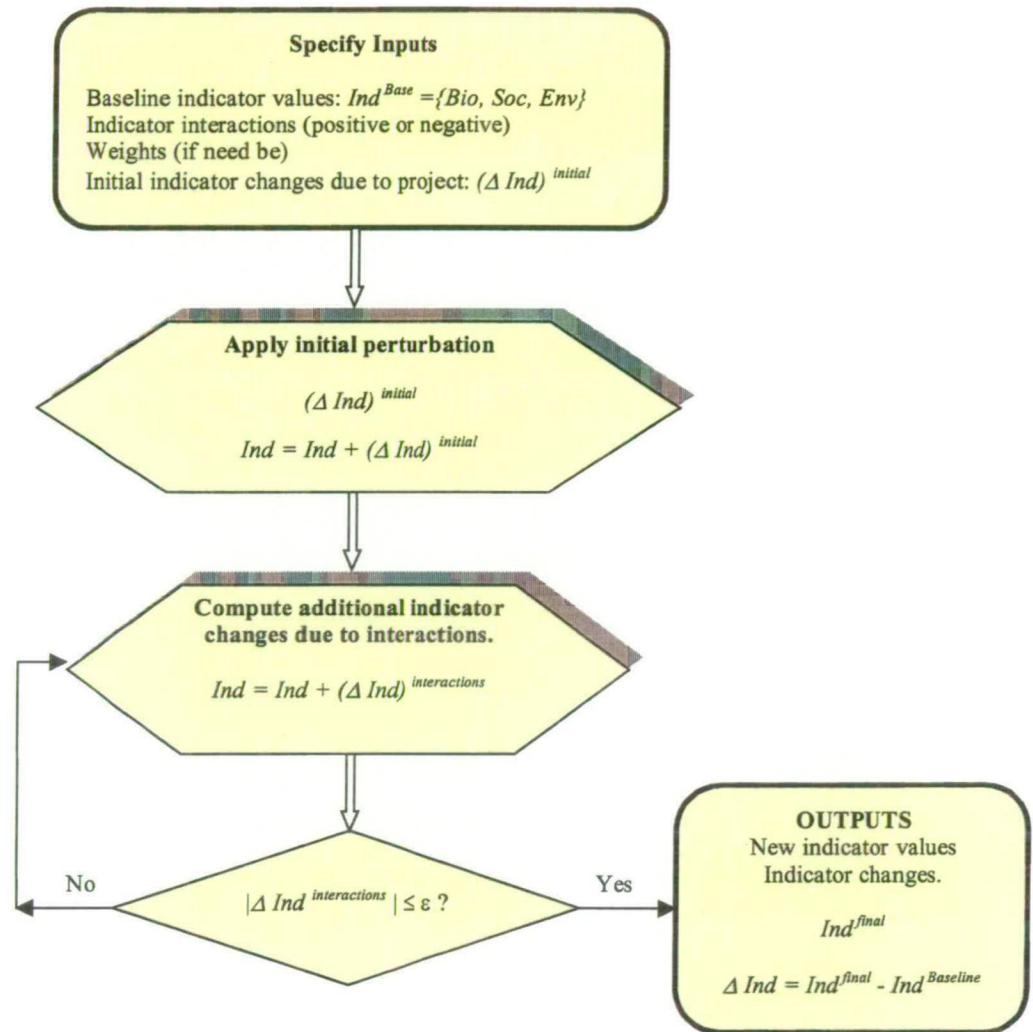 Specify Inputs
Baseline indicator values: Ind^Base ={Bio, Soc, Env}
Indicator interactions (positive or negative)
Weights (if need be)
Initial indicator changes due to project: (Δ Ind)^initial
Apply initial perturbation
(Δ Ind)^initial
Ind = Ind + (Δ Ind)^initial
Compute additional indicator
changes due to interactions.
Ind = Ind + (Δ Ind)^interactions
No
|Δ Ind^interactions| ≤ ε ?
Yes
OUTPUTS
New indicator values
Indicator changes.
Ind^final
Δ Ind = Ind^final - Ind^Baseline